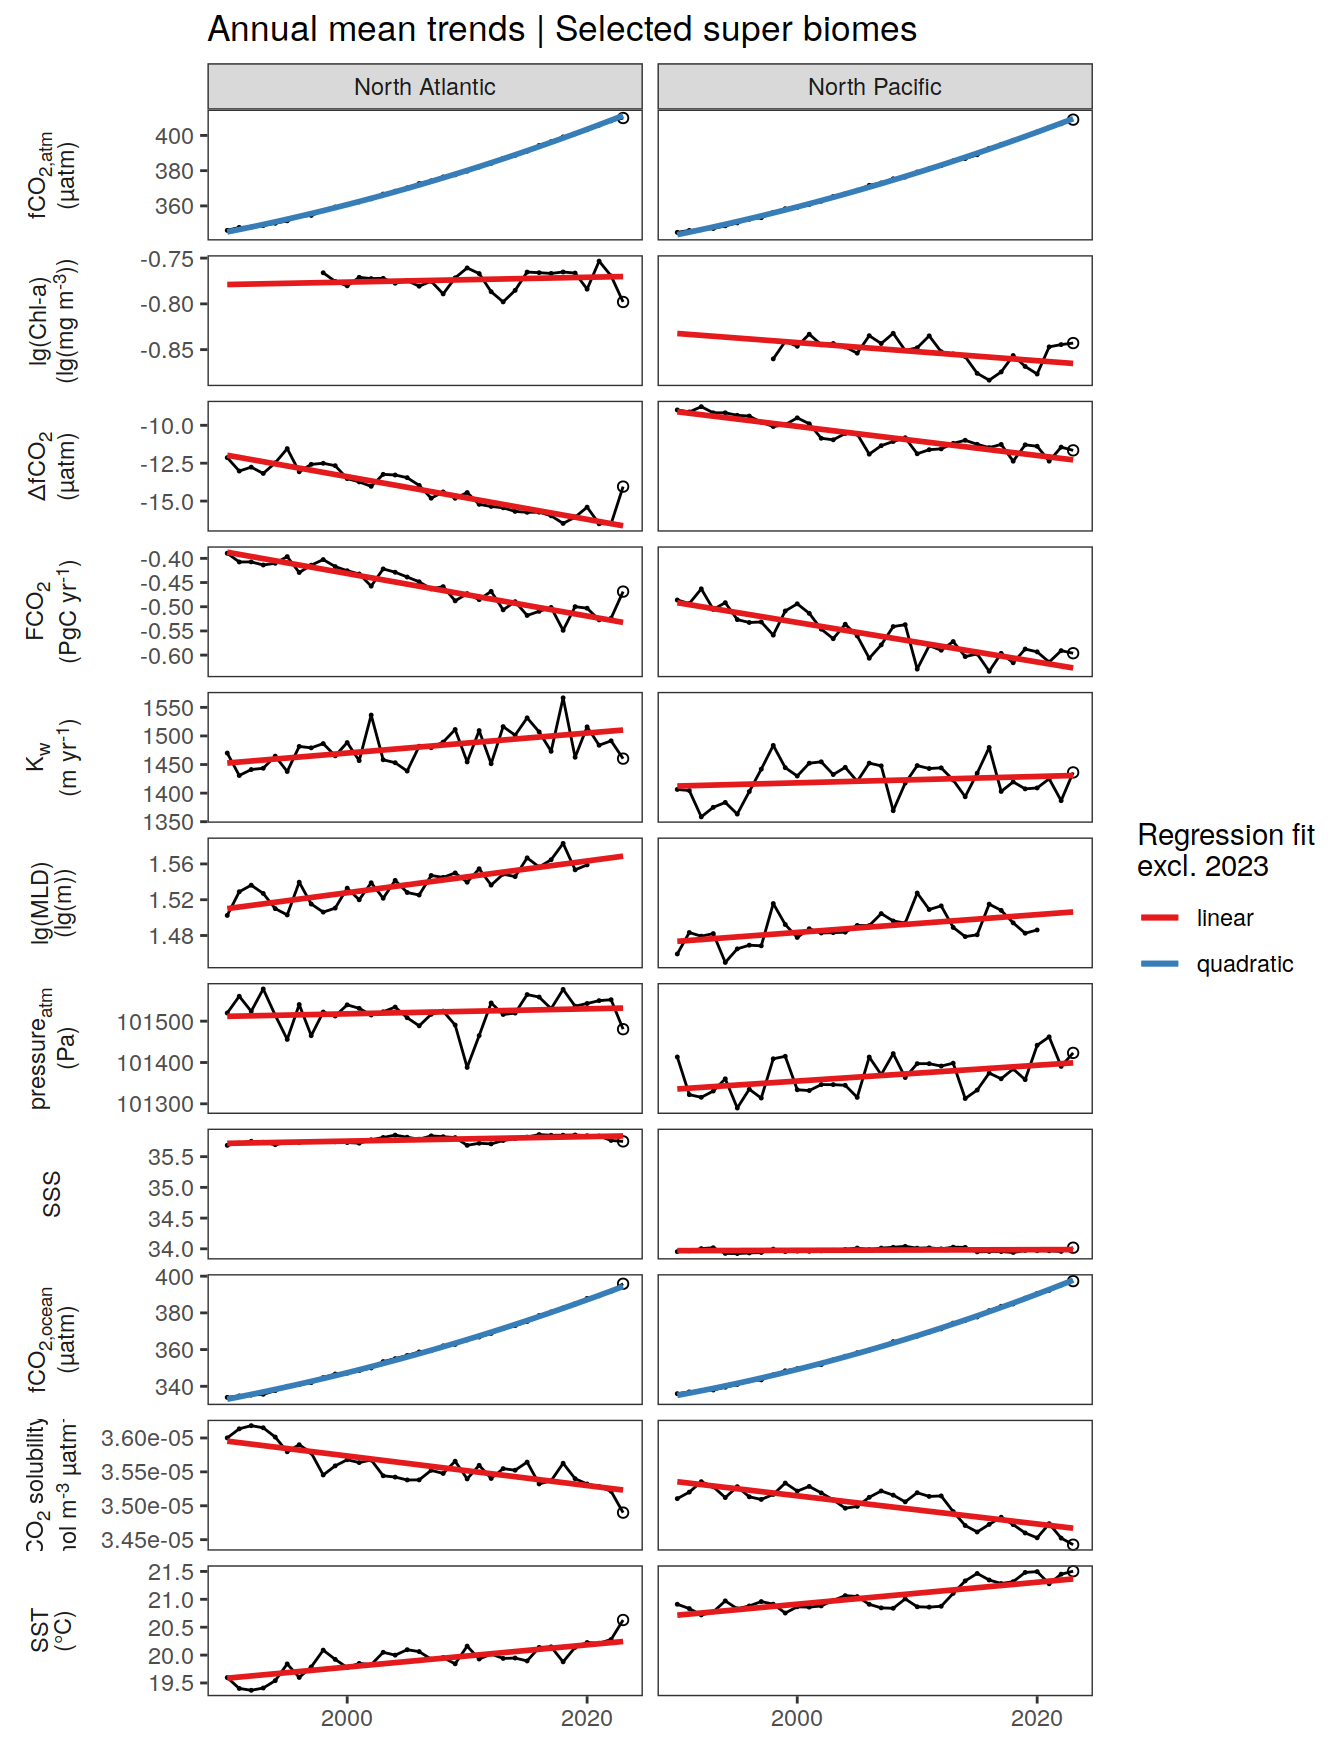 Annual mean trends | Selected super biomes
North Atlantic
North Pacific
fCO2,atm
(µatm)
400
380
360
lg(Chl-a)
(lg(mg m-3))
-0.75
-0.80
-0.85
ΔfCO2
(µatm)
-10.0
-12.5
-15.0
FCO2
(PgC yr-1)
-0.40
-0.45
-0.50
-0.55
-0.60
Kw
(m yr-1)
1550
1500
1450
1400
1350
lg(MLD)
(lg(m))
1.56
1.52
1.48
pressureatm
(Pa)
101500
101400
101300
SSS
35.5
35.0
34.5
34.0
fCO2,ocean
(µatm)
400
380
360
340
CO2 solubility
nol m-3 µatm-
3.60e-05
3.55e-05
3.50e-05
3.45e-05
SST
(°C)
21.5
21.0
20.5
20.0
19.5
2000
2020
2000
2020
Regression fit
excl. 2023
linear
quadratic